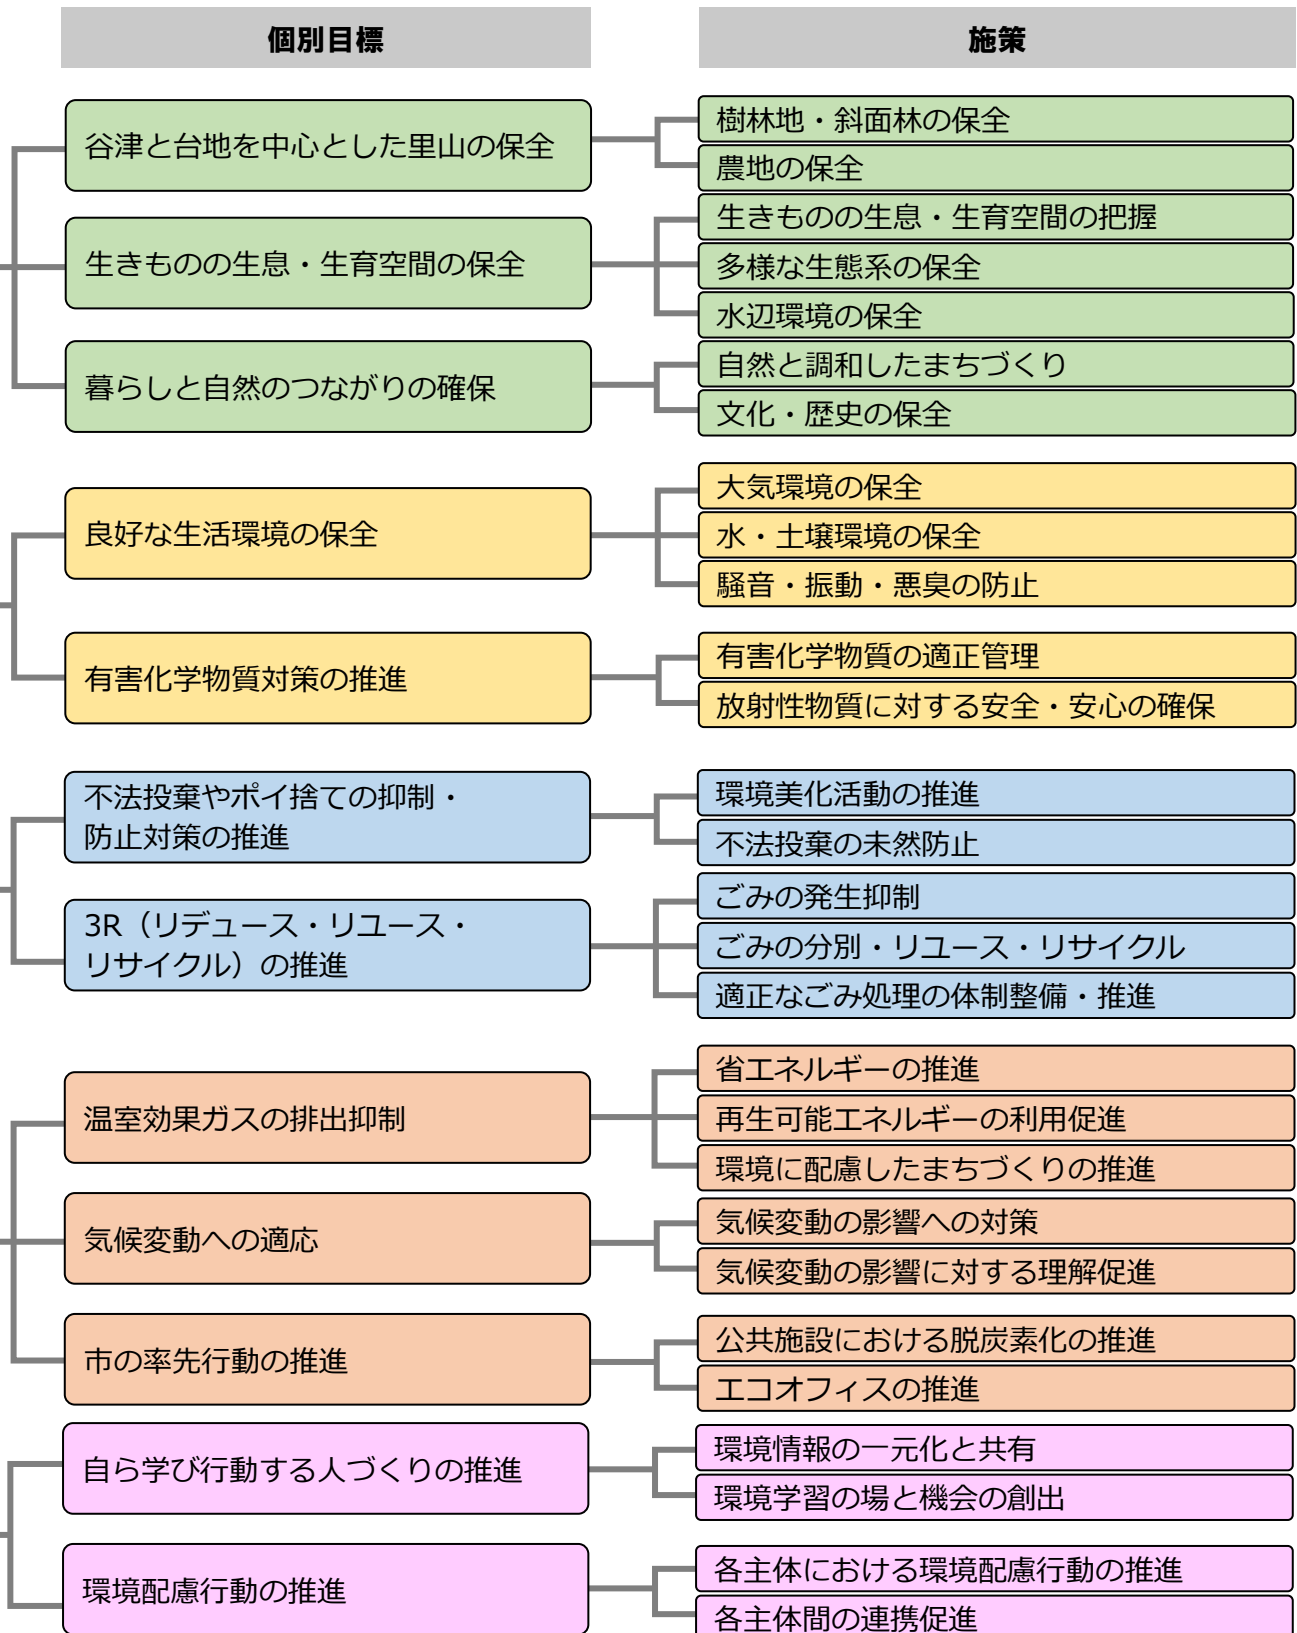 個別目標
施策
谷津と台地を中心とした里山の保全
樹林地・斜面林の保全
農地の保全
生きものの生息・生育空間の保全
生きものの生息・生育空間の把握
多様な生態系の保全
水辺環境の保全
暮らしと自然のつながりの確保
自然と調和したまちづくり
文化・歴史の保全
良好な生活環境の保全
大気環境の保全
水・土壌環境の保全
騒音・振動・悪臭の防止
有害化学物質対策の推進
有害化学物質の適正管理
放射性物質に対する安全・安心の確保
不法投棄やポイ捨ての抑制・
防止対策の推進
環境美化活動の推進
不法投棄の未然防止
3R（リデュース・リユース・
リサイクル）の推進
ごみの発生抑制
ごみの分別・リユース・リサイクル
適正なごみ処理の体制整備・推進
温室効果ガスの排出抑制
省エネルギーの推進
再生可能エネルギーの利用促進
環境に配慮したまちづくりの推進
気候変動への適応
気候変動の影響への対策
気候変動の影響に対する理解促進
市の率先行動の推進
公共施設における脱炭素化の推進
エコオフィスの推進
自ら学び行動する人づくりの推進
環境情報の一元化と共有
環境学習の場と機会の創出
環境配慮行動の推進
各主体における環境配慮行動の推進
各主体間の連携促進